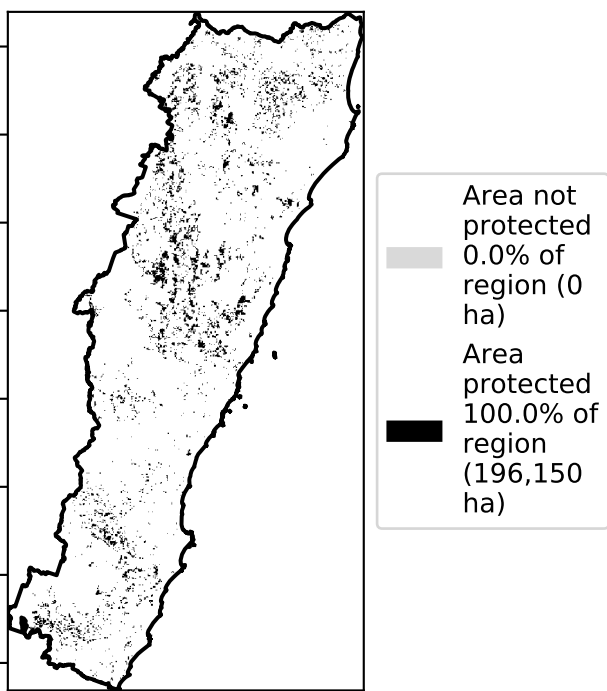 Area not
protected
0.0% of
region (0
ha)
Area
protected
100.0% of
region
(196,150
ha)